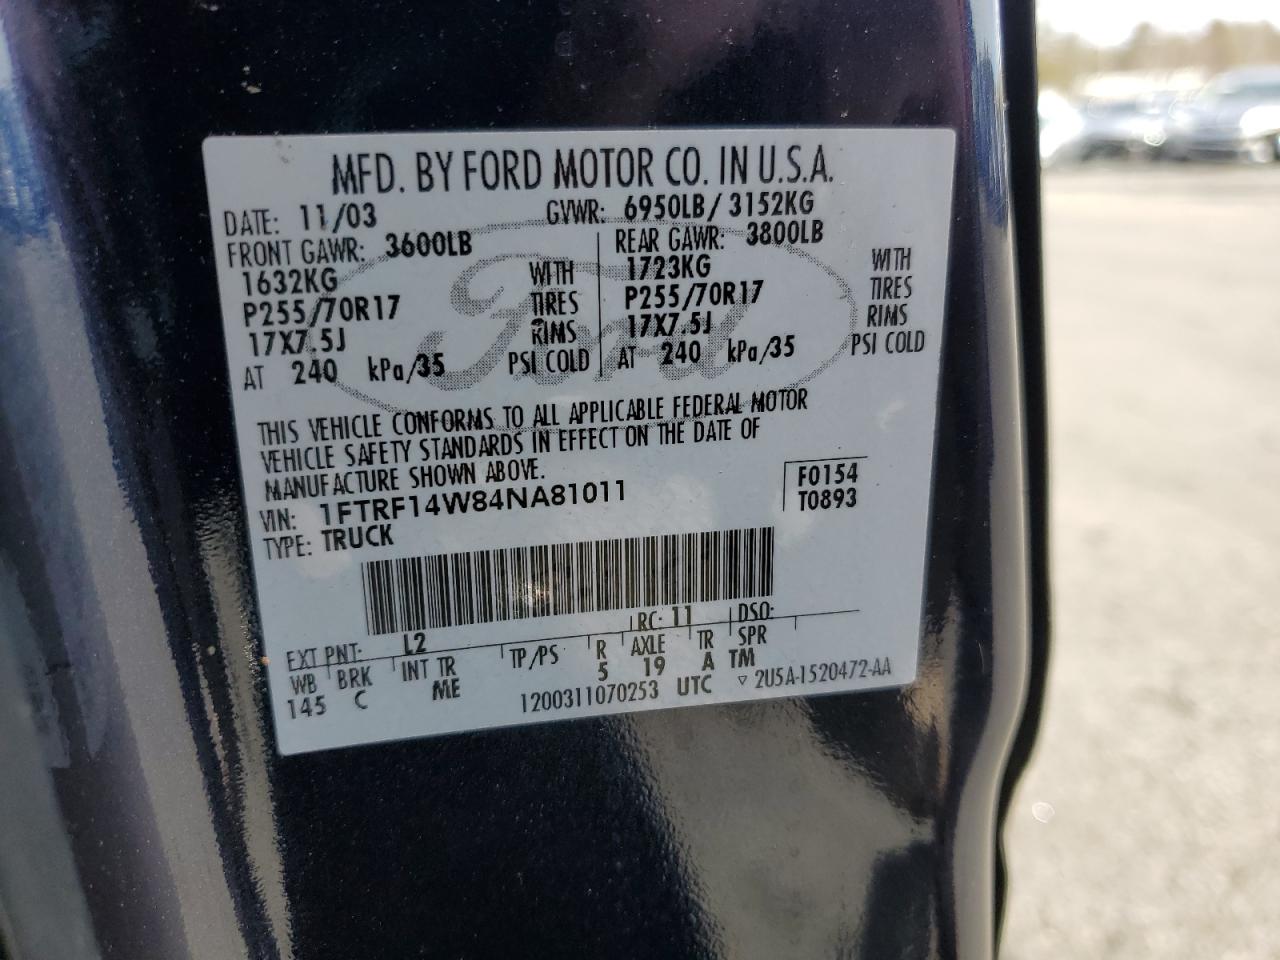 MFD. BY FORD MOTOR CO. IN U.S.A.
DATE: 11/03 GVWR: 6950LB/ 3152KG
FRONT GAWR: 3600LB REAR GAWR: 3800LB
1632KG WITH 1723KG WITH
P255/70R17 TIRES P255/70R17 TIRES
17X7.5J RIMS 17X7.5J RIMS
AT 240 kPa/35 PSI COLD AT 240 kPa/35 PSI COLD
Ford
THIS VEHICLE CONFORMS TO ALL APPLICABLE FEDERAL MOTOR
VEHICLE SAFETY STANDARDS IN EFFECT ON THE DATE OF
MANUFACTURE SHOWN ABOVE.
VIN: 1FTRF14W84NA81011
F0154
T0893
TYPE: TRUCK
EXT PNT: L2 RC: 11 DSO:
WB BRK INT TR TP/PS R AXLE TR SPR
145 C ME 5 19 A TM
1200311070253 UTC ▽ 2U5A-1520472-AA